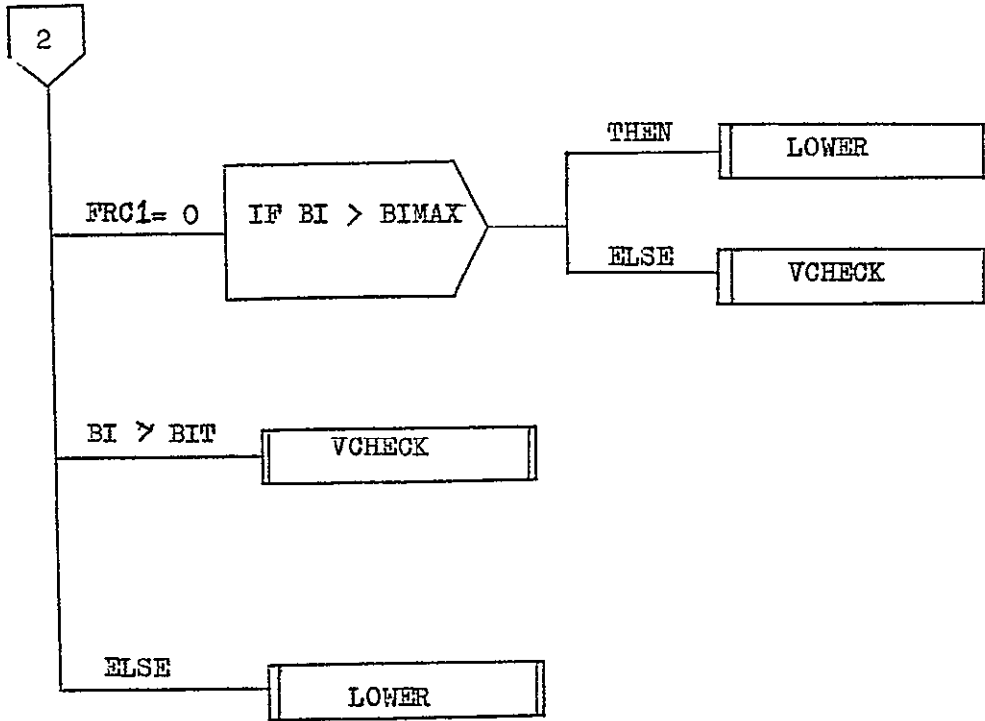 2
THEN
LOWER
FRC1= 0
IF BI > BIMAX
ELSE
VCHECK
BI > BIT
VCHECK
ELSE
LOWER